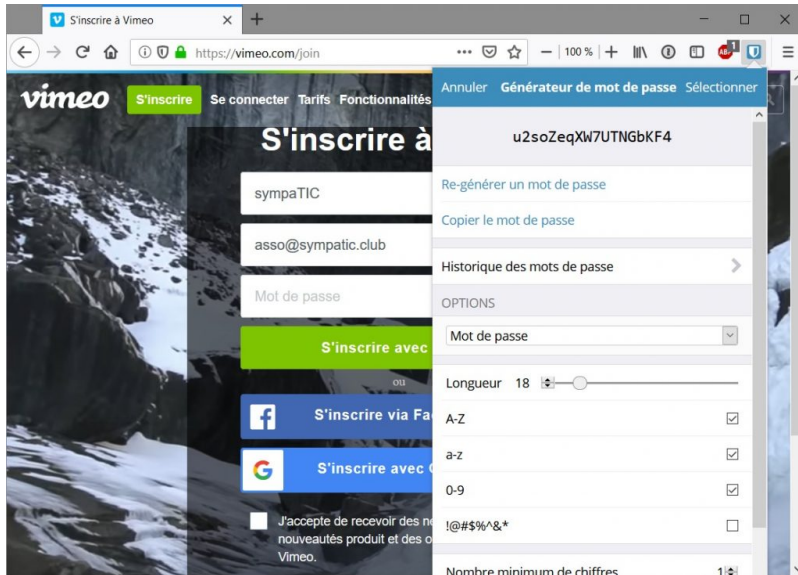 S'inscrire à Vimeo
https://vimeo.com/join
100 %
ABP 1
vimeo
S'inscrire
Se connecter Tarifs Fonctionnalités
S'inscrire à
sympaTIC
asso@sympatic.club
Mot de passe
S'inscrire avec
ou
S'inscrire via Fa
S'inscrire avec
J'accepte de recevoir des
nouveautés produit et des
Vimeo.
Annuler Générateur de mot de passe Sélectionner
u2soZeqXW7UTNGbKF4
Re-générer un mot de passe
Copier le mot de passe
Historique des mots de passe
OPTIONS
Mot de passe
Longueur 18
A-Z
a-z
0-9
!@#$%^&*
Nombre minimum de chiffres 1